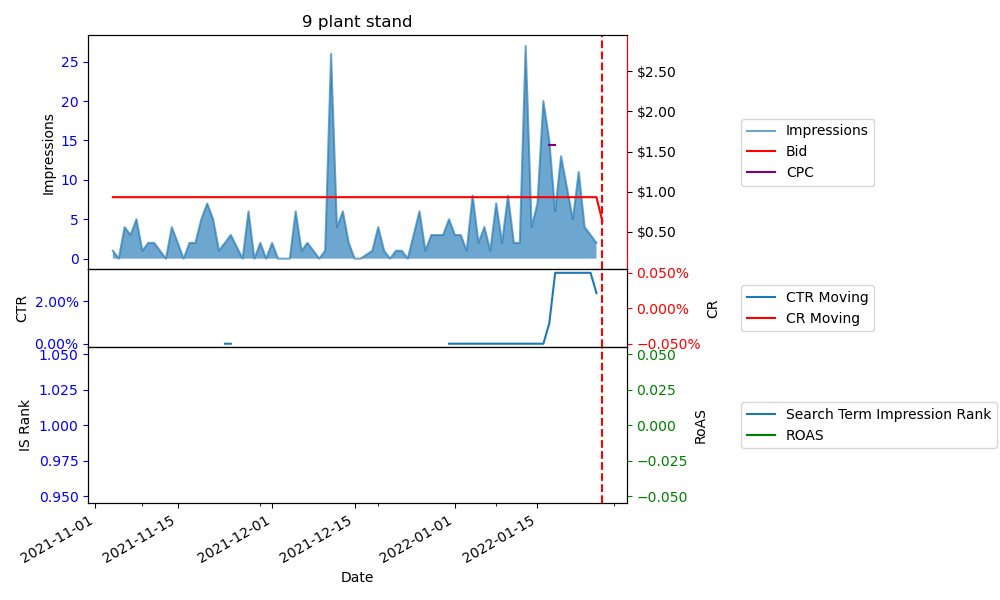 9 plant stand
25
20
15
10
5
0
Impressions
$2.50
$2.00
$1.50
$1.00
$0.50
Impressions
Bid
CPC
2.00%
0.00%
CTR
0.050%
0.000%
−0.050%
CR
CTR Moving
CR Moving
1.050
1.025
1.000
0.975
0.950
IS Rank
0.050
0.025
0.000
−0.025
−0.050
RoAS
Search Term Impression Rank
ROAS
2021-11-01
2021-11-15
2021-12-01
2021-12-15
2022-01-01
2022-01-15
Date